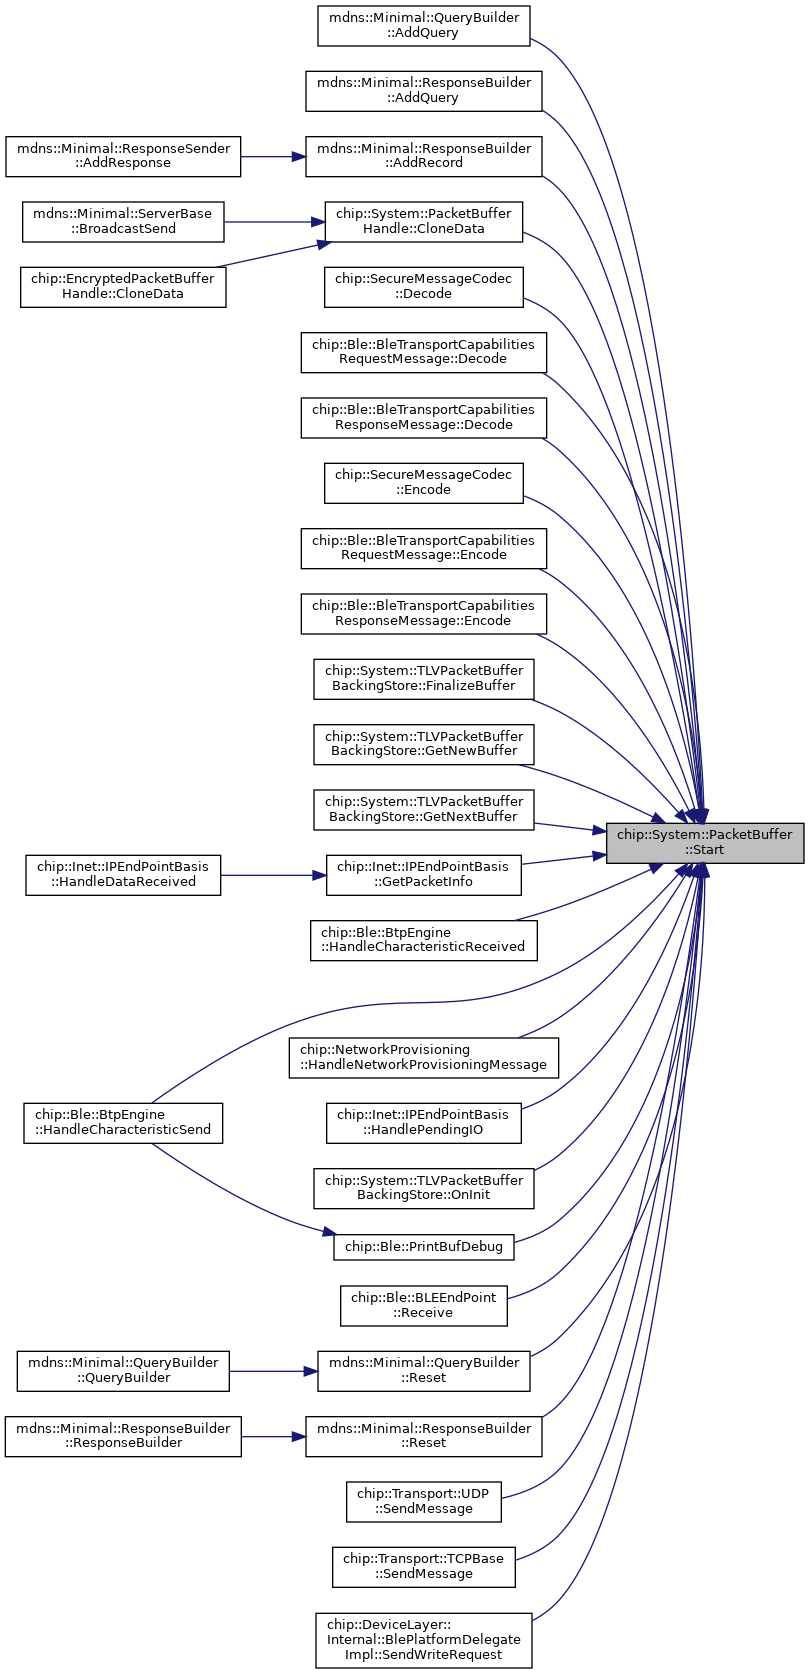 mdns::Minimal::QueryBuilder
::AddQuery
mdns::Minimal::ResponseBuilder
::AddQuery
mdns::Minimal::ResponseSender
::AddResponse
mdns::Minimal::ResponseBuilder
::AddRecord
mdns::Minimal::ServerBase
::BroadcastSend
chip::System::PacketBuffer
Handle::CloneData
chip::EncryptedPacketBuffer
Handle::CloneData
chip::SecureMessageCodec
::Decode
chip::Ble::BleTransportCapabilities
RequestMessage::Decode
chip::Ble::BleTransportCapabilities
ResponseMessage::Decode
chip::SecureMessageCodec
::Encode
chip::Ble::BleTransportCapabilities
RequestMessage::Encode
chip::Ble::BleTransportCapabilities
ResponseMessage::Encode
chip::System::TLVPacketBuffer
BackingStore::FinalizeBuffer
chip::System::TLVPacketBuffer
BackingStore::GetNewBuffer
chip::System::TLVPacketBuffer
BackingStore::GetNextBuffer
chip::System::PacketBuffer
::Start
chip::Inet::IPEndPointBasis
::HandleDataReceived
chip::Inet::IPEndPointBasis
::GetPacketInfo
chip::Ble::BtpEngine
::HandleCharacteristicReceived
chip::NetworkProvisioning
::HandleNetworkProvisioningMessage
chip::Ble::BtpEngine
::HandleCharacteristicSend
chip::Inet::IPEndPointBasis
::HandlePendingIO
chip::System::TLVPacketBuffer
BackingStore::OnInit
chip::Ble::PrintBufDebug
chip::Ble::BLEEndPoint
::Receive
mdns::Minimal::QueryBuilder
::QueryBuilder
mdns::Minimal::QueryBuilder
::Reset
mdns::Minimal::ResponseBuilder
::ResponseBuilder
mdns::Minimal::ResponseBuilder
::Reset
chip::Transport::UDP
::SendMessage
chip::Transport::TCPBase
::SendMessage
chip::DeviceLayer::
Internal::BlePlatformDelegate
Impl::SendWriteRequest